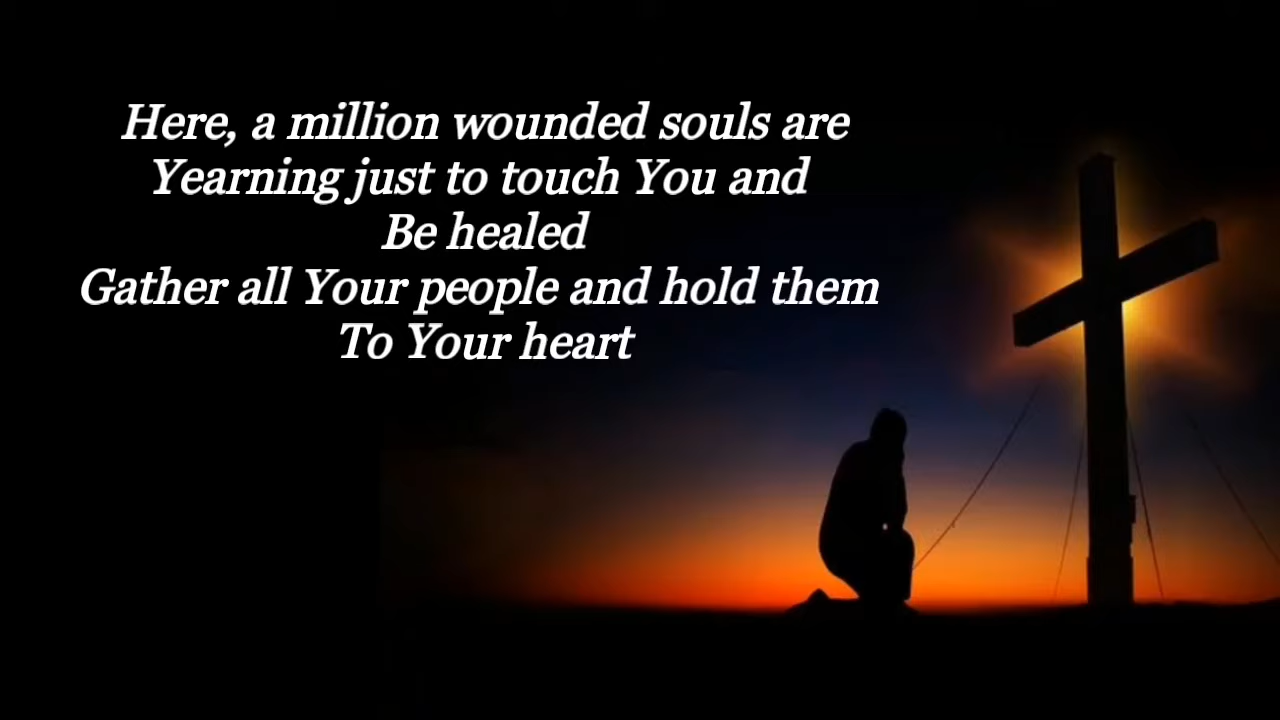 Here, a million wounded souls are
Yearning just to touch You and
Be healed
Gather all Your people and hold them
To Your heart